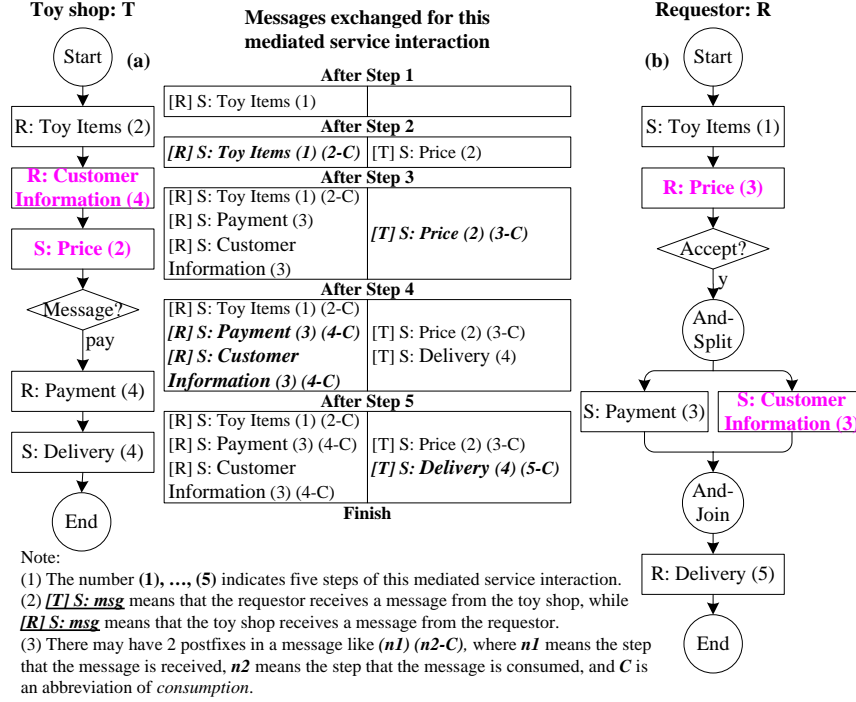 Toy shop: T
Start
(a)
R: Toy Items (2)
R: Customer
Information (4)
S: Price (2)
Message?
pay
R: Payment (4)
S: Delivery (4)
End
Messages exchanged for this
mediated service interaction
After Step 1
[R] S: Toy Items (1)
After Step 2
[R] S: Toy Items (1) (2-C)
[T] S: Price (2)
After Step 3
[R] S: Toy Items (1) (2-C)
[R] S: Payment (3)
[R] S: Customer
Information (3)
[T] S: Price (2) (3-C)
After Step 4
[R] S: Toy Items (1) (2-C)
[R] S: Payment (3) (4-C)
[R] S: Customer
Information (3) (4-C)
[T] S: Price (2) (3-C)
[T] S: Delivery (4)
After Step 5
[R] S: Toy Items (1) (2-C)
[R] S: Payment (3) (4-C)
[R] S: Customer
Information (3) (4-C)
[T] S: Price (2) (3-C)
[T] S: Delivery (4) (5-C)
Finish
Requestor: R
Start
(b)
S: Toy Items (1)
R: Price (3)
Accept?
y
And-
Split
S: Payment (3)
S: Customer
Information (3)
And-
Join
R: Delivery (5)
End
Note:
(1) The number (1), …, (5) indicates five steps of this mediated service interaction.
(2) [T] S: msg means that the requestor receives a message from the toy shop, while
[R] S: msg means that the toy shop receives a message from the requestor.
(3) There may have 2 postfixes in a message like (n1) (n2-C), where n1 means the step
that the message is received, n2 means the step that the message is consumed, and C is
an abbreviation of consumption.